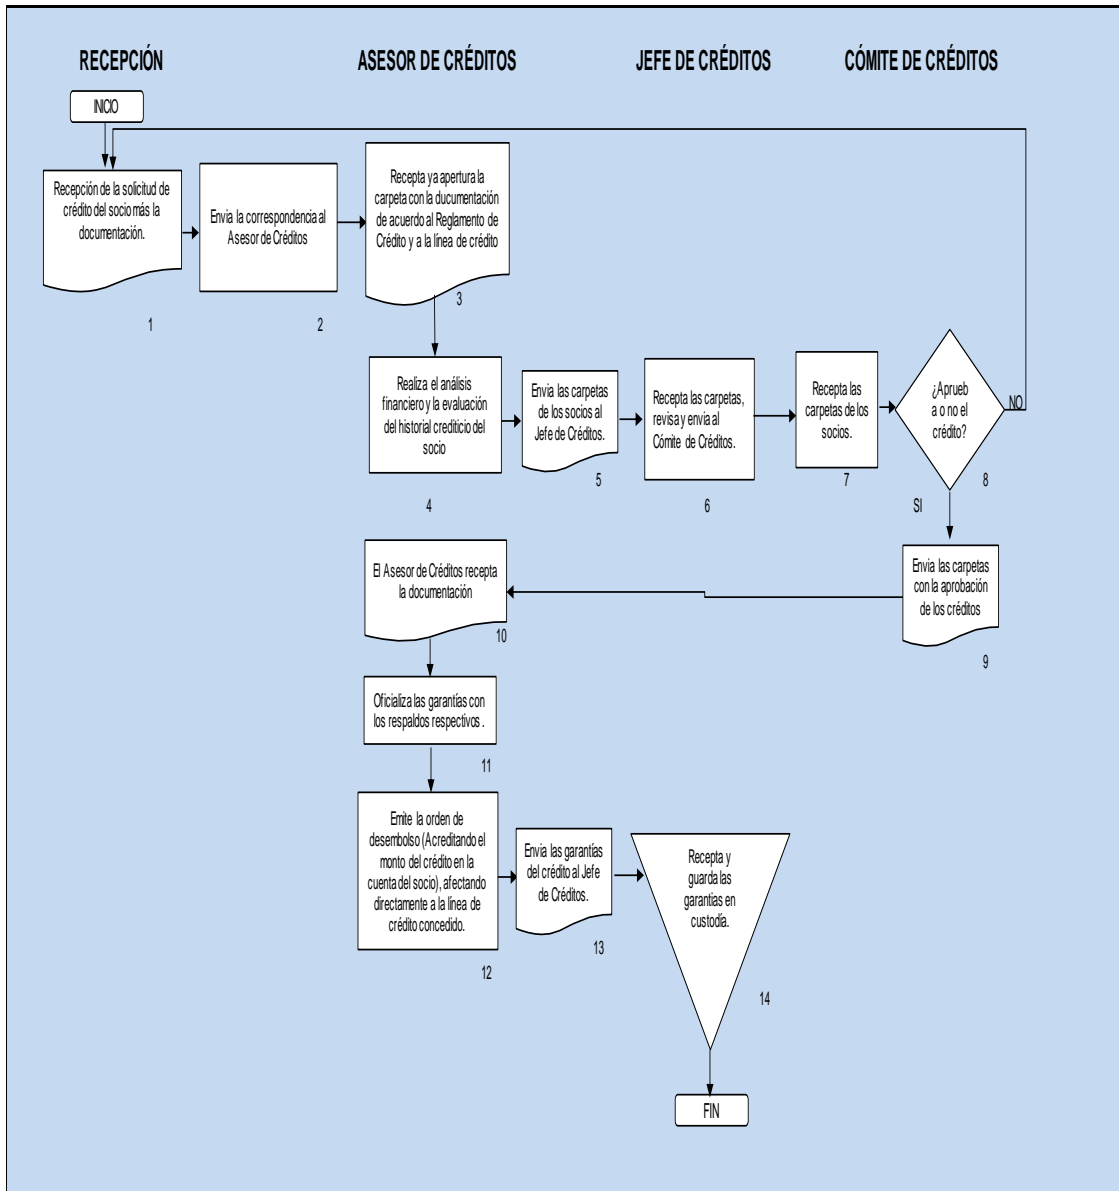 RECEPCIÓN
ASESOR DE CRÉDITOS
JEFE DE CRÉDITOS
CÓMITE DE CRÉDITOS
INICIO
Recepción de la solicitud de
crédito del socio más la
documentación.
1
Envia la correspondencia al
Asesor de Créditos
2
Recepta ya apertura la
carpeta con la ducumentación
de acuerdo al Reglamento de
Crédito y a la línea de crédito
3
Realiza el análisis
financiero y la evaluación
del historial crediticio del
socio
4
Envia las carpetas
de los socios al
Jefe de Créditos.
5
Recepta las carpetas,
revisa y envia al
Cómite de Créditos.
6
Recepta las
carpetas de los
socios.
7
¿Aprueb
a o no el
crédito?
NO
8
SI
Envia las carpetas
con la aprobación
de los créditos
9
El Asesor de Créditos recepta
la documentación
10
Oficializa las garantías con
los respaldos respectivos .
11
Emite la orden de
desembolso (Acreditando el
monto del crédito en la
cuenta del socio), afectando
directamente a la línea de
crédito concedido.
12
Envia las garantías
del crédito al Jefe
de Créditos.
13
Recepta y
guarda las
garantias en
custodía.
14
FIN